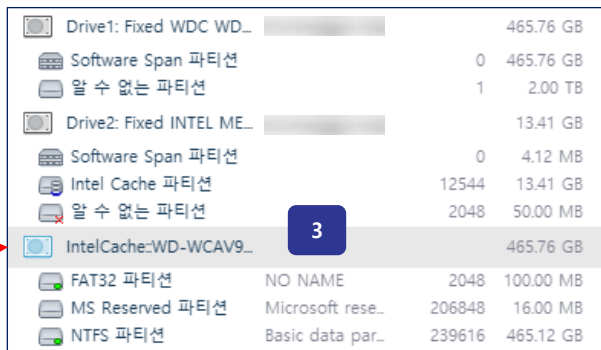 Drive1: Fixed WDC WD... 465.76 GB
Software Span 파티션 0 465.76 GB
알 수 없는 파티션 1 2.00 TB
Drive2: Fixed INTEL ME... 13.41 GB
Software Span 파티션 0 4.12 MB
Intel Cache 파티션 12544 13.41 GB
알 수 없는 파티션 2048 50.00 MB
3
IntelCache::WD-WCAV9... 465.76 GB
FAT32 파티션 NO NAME 2048 100.00 MB
MS Reserved 파티션 Microsoft rese... 206848 16.00 MB
NTFS 파티션 Basic data par... 239616 465.12 GB